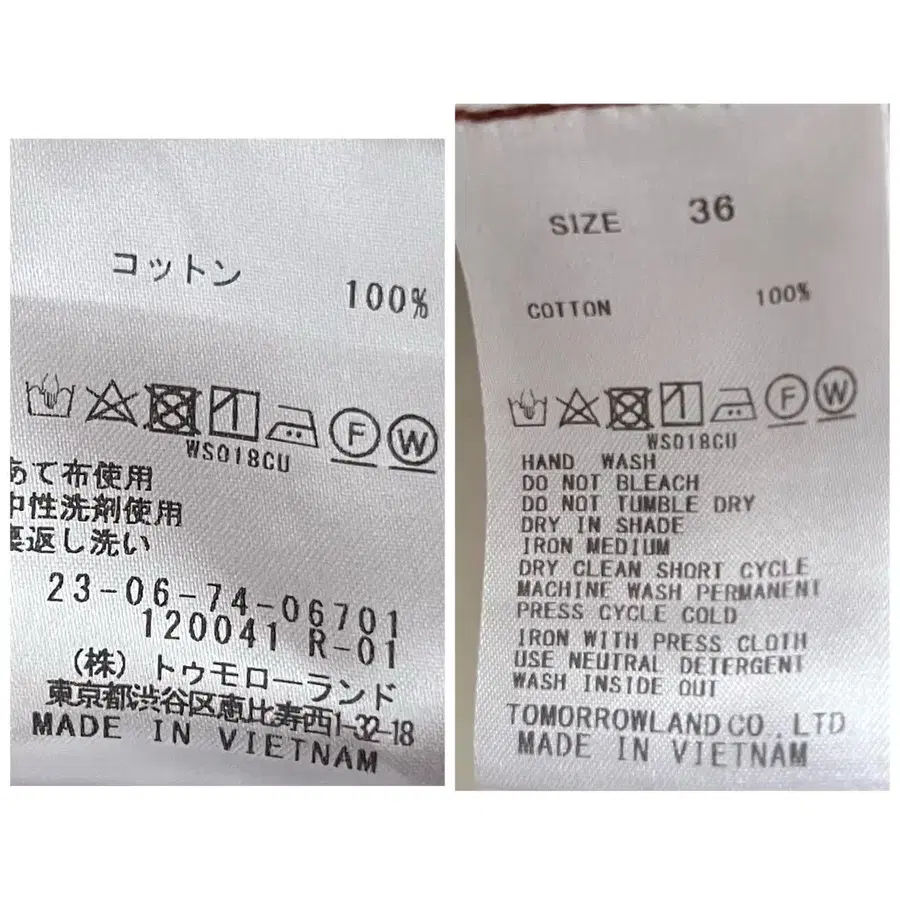 コットン
100%
F
W
WS018CU
あて布使用
中性洗剤使用
裏返し洗い
23-06-74-06701
120041 R-01
(株) トゥモローランド
東京都渋谷区恵比寿西1-32-18
MADE IN VIETNAM
SIZE 36
COTTON 100%
F
W
WS018CU
HAND WASH
DO NOT BLEACH
DO NOT TUMBLE DRY
DRY IN SHADE
IRON MEDIUM
DRY CLEAN SHORT CYCLE
MACHINE WASH PERMANENT
PRESS CYCLE COLD
IRON WITH PRESS CLOTH
USE NEUTRAL DETERGENT
WASH INSIDE OUT
TOMORROWLAND CO.,LTD
MADE IN VIETNAM